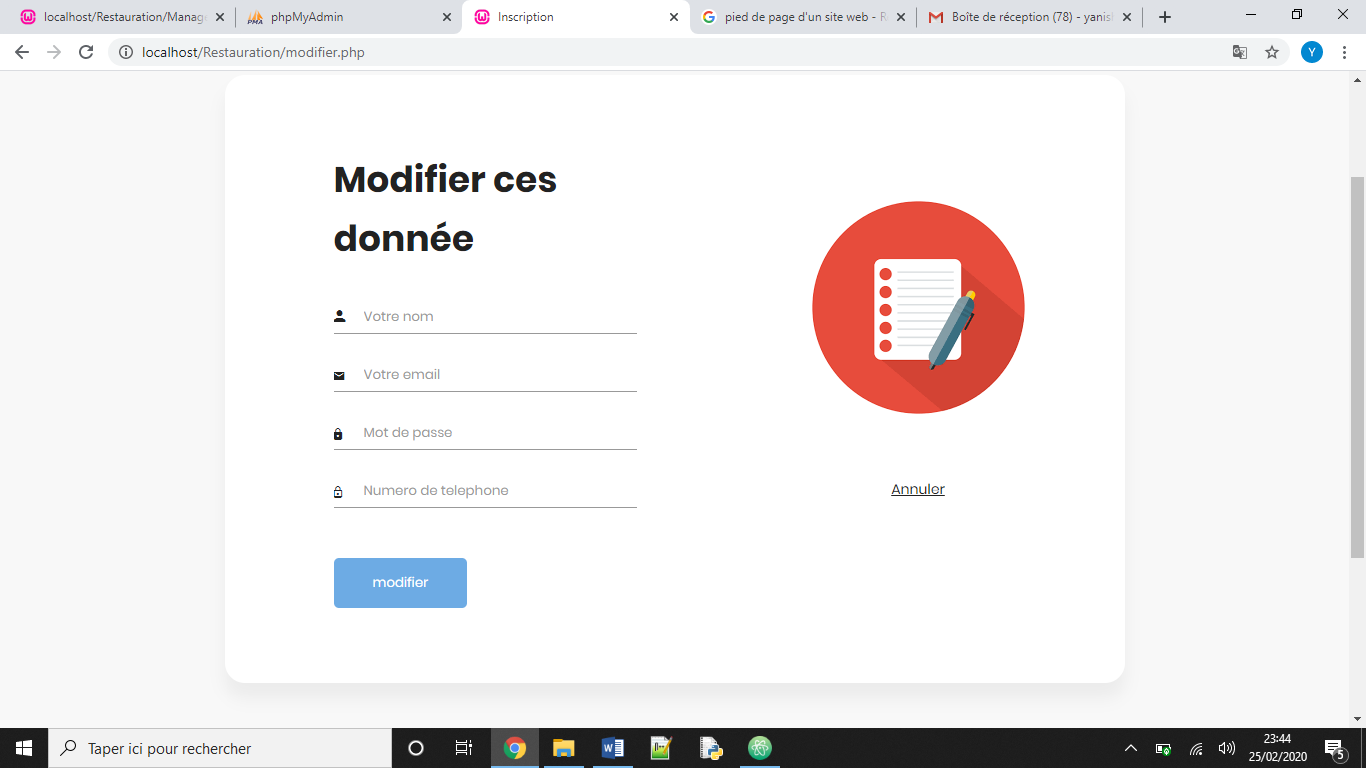 localhost/Restauration/Manag
phpMyAdmin
Inscription
pied de page d'un site web - R
Boîte de réception (78) - yanis
localhost/Restauration/modifier.php
Y
Modifier ces
donnée
Votre nom
Votre email
Mot de passe
Numero de telephone
Annuler
modifier
Taper ici pour rechercher
23:44
25/02/2020
5